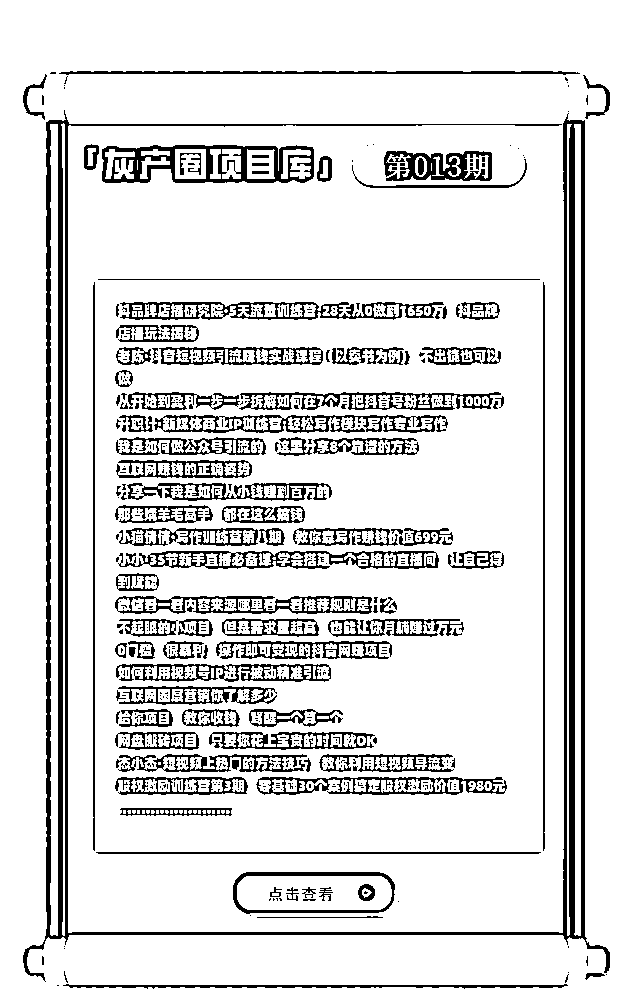 「灰产圈项目库」 第013期
抖品牌店播研究院·5天流量训练营:28天从0做到1650万 抖品牌
店播玩法揭秘
老陈·抖音短视频引流赚钱实战课程(以卖书为例) 不出镜也可以
做
从开始到盈利一步一步拆解如何在7个月把抖音号粉丝做到1000万
升职计·新媒体商业IP训练营·轻松写作模块写作专业写作
我是如何做公众号引流的 这里分享8个靠谱的方法
互联网赚钱的正确姿势
分享一下我是如何从小钱赚到百万的
那些薅羊毛高手 都在这么搞钱
小猫倩倩·写作训练营第八期 教你靠写作赚钱价值699元
小小·35节新手直播必备课:学会搭建一个合格的直播间 让自己得
到赋能
微信看一看内容来源哪里看一看推荐规则是什么
不起眼的小项目 但是需求量超高 也能让你月躺赚过万元
0门槛 很暴利 操作即可变现的抖音网赚项目
如何利用视频号IP进行被动精准引流
互联网圈层营销你了解多少
给你项目 教你收钱 骂醒一个算一个
网盘搬砖项目 只要你花上宝贵的时间就OK
杰小杰·短视频上热门的方法技巧 教你利用短视频导流量
股权激励训练营第3期 零基础30个案例搞定股权激励价值1980元
点击查看